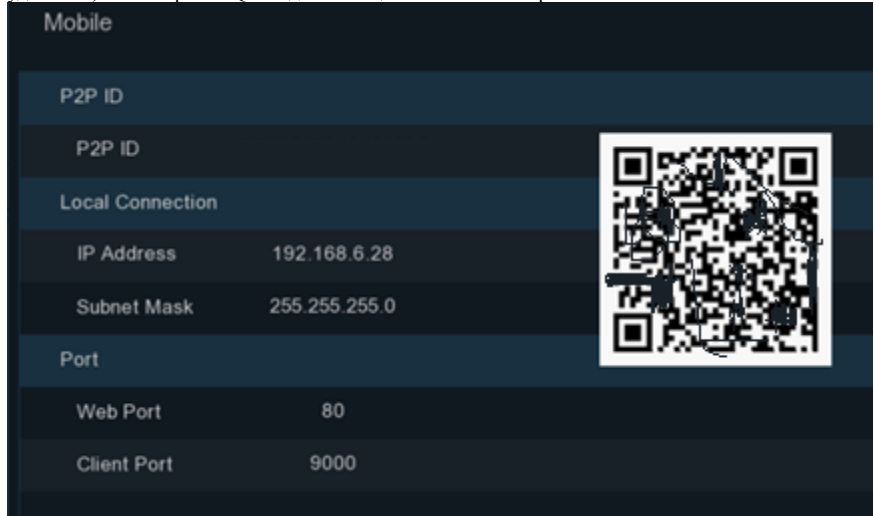 Mobile
P2P ID
P2P ID
Local Connection
IP Address 192.168.6.28
Subnet Mask 255.255.255.0
Port
Web Port 80
Client Port 9000